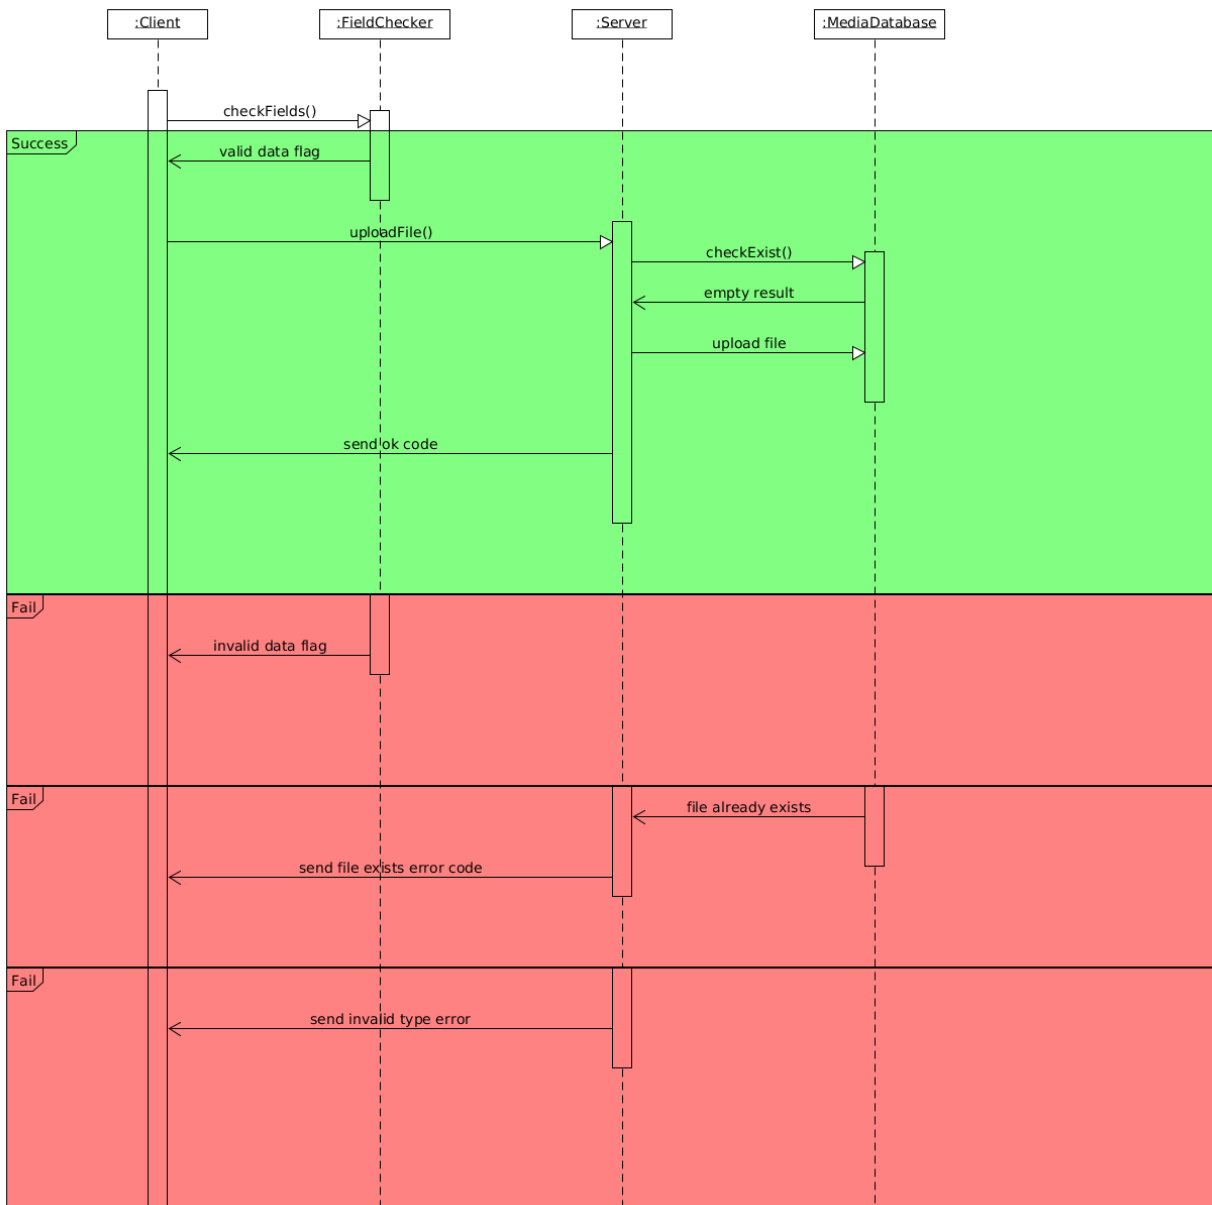 :Client
:FieldChecker
:Server
:MediaDatabase
checkFields()
Success
valid data flag
uploadFile()
checkExist()
empty result
upload file
send ok code
Fail
invalid data flag
Fail
file already exists
send file exists error code
Fail
send invalid type error